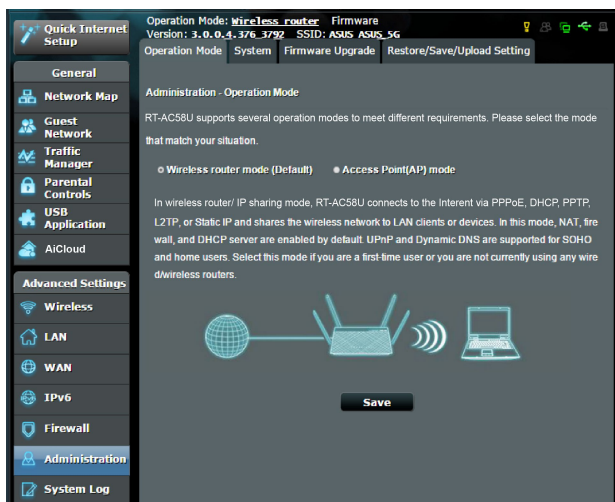 Quick Internet
Setup
General
Network Map
Guest
Network
Traffic
Manager
Parental
Controls
USB
Application
AiCloud
Advanced Settings
Wireless
LAN
WAN
IPv6
Firewall
Administration
System Log
Operation Mode: Wireless router Firmware
Version: 3.0.0.4.376_3792 SSID: ASUS ASUS_5G
Operation Mode System Firmware Upgrade Restore/Save/Upload Setting
Administration - Operation Mode
RT-AC58U supports several operation modes to meet different requirements. Please select the mode
that match your situation.
Wireless router mode (Default) Access Point(AP) mode
In wireless router/ IP sharing mode, RT-AC58U connects to the Interent via PPPoE, DHCP, PPTP,
L2TP, or Static IP and shares the wireless network to LAN clients or devices. In this mode, NAT, fire
wall, and DHCP server are enabled by default. UPnP and Dynamic DNS are supported for SOHO
and home users. Select this mode if you are a first-time user or you are not currently using any wire
d/wireless routers.
Save